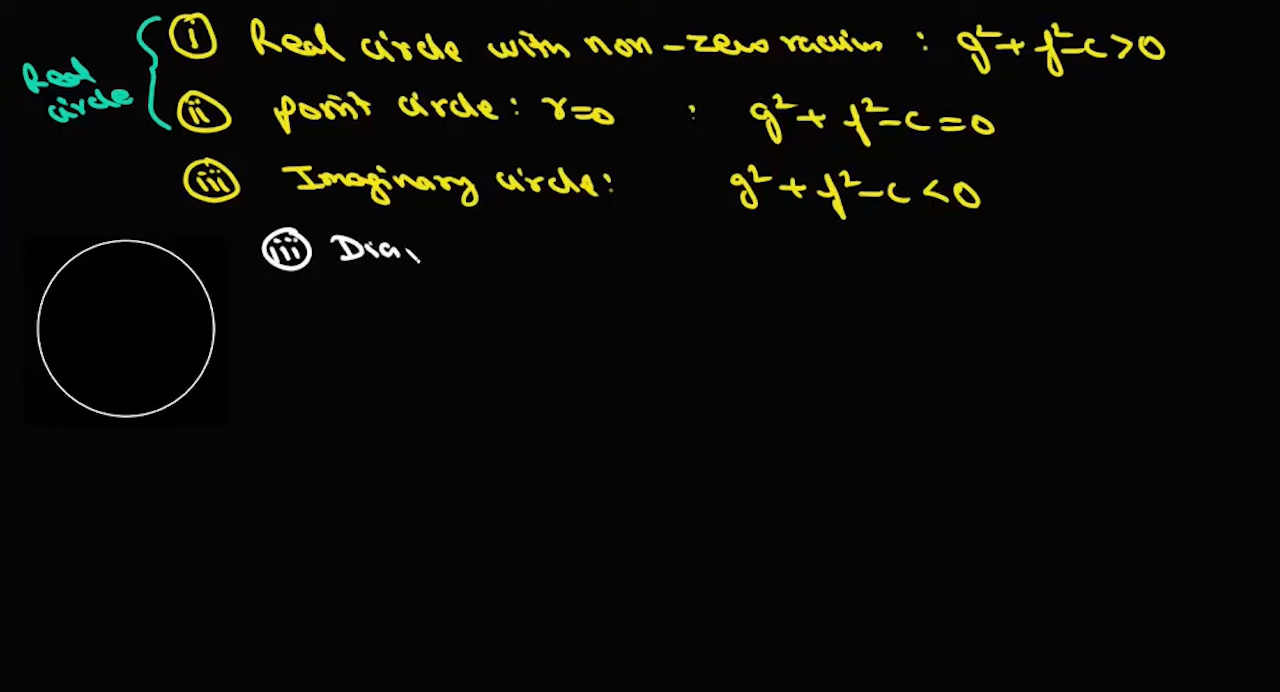 (i) Real circle with non-zero radius : g²+ f²-c>0
Real circle
(ii) point circle: r=0 : g²+ f²-c=0
(iii) Imaginary circle: g²+ f²-c<0
(iii) Dia